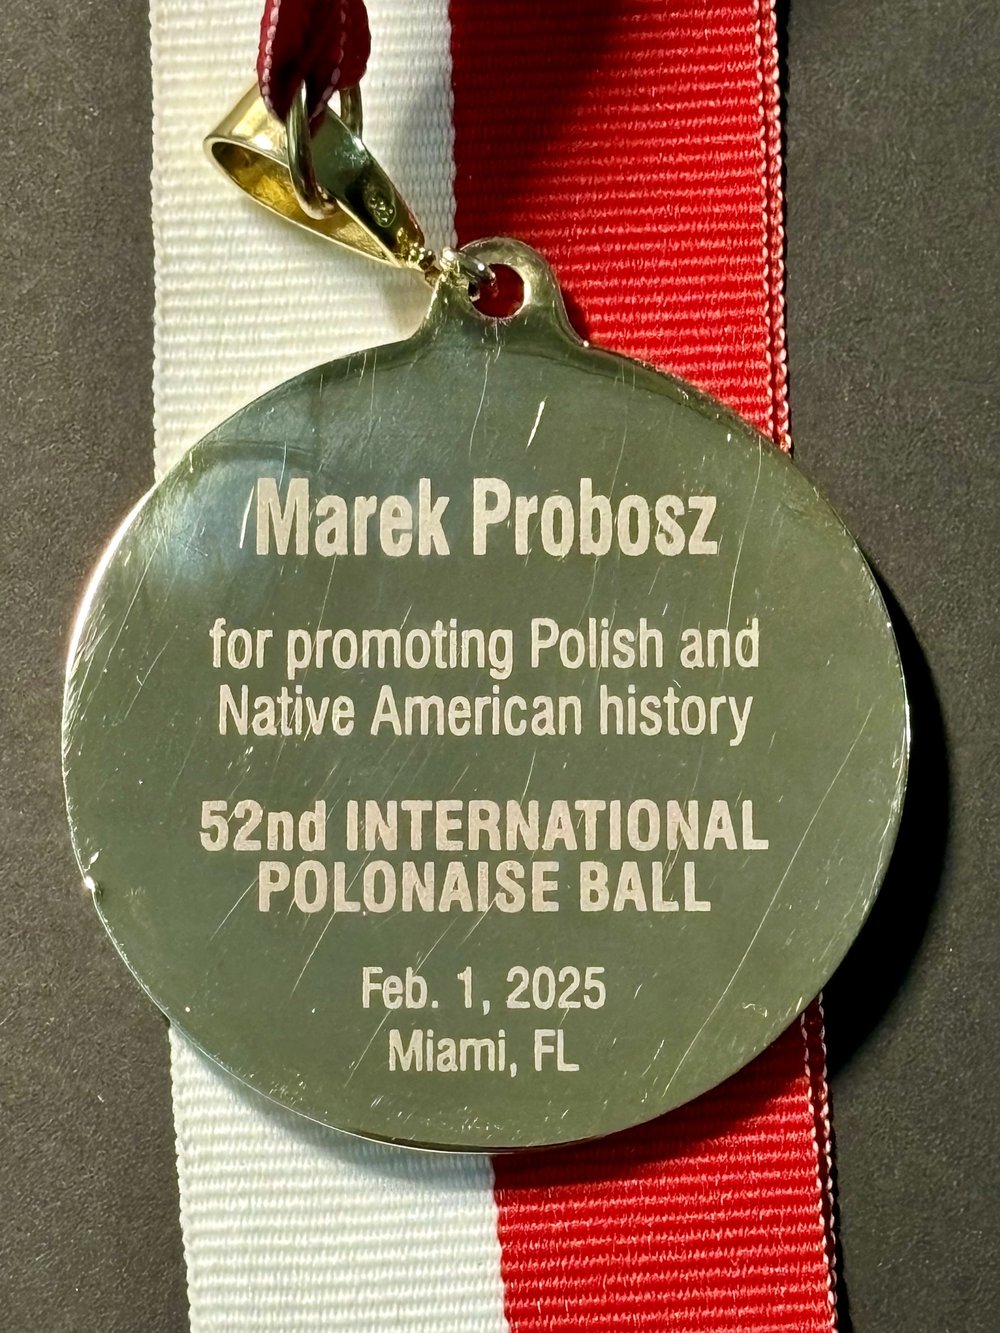 Marek Probosz
for promoting Polish and
Native American history
52nd INTERNATIONAL
POLONAISE BALL
Feb. 1, 2025
Miami, FL